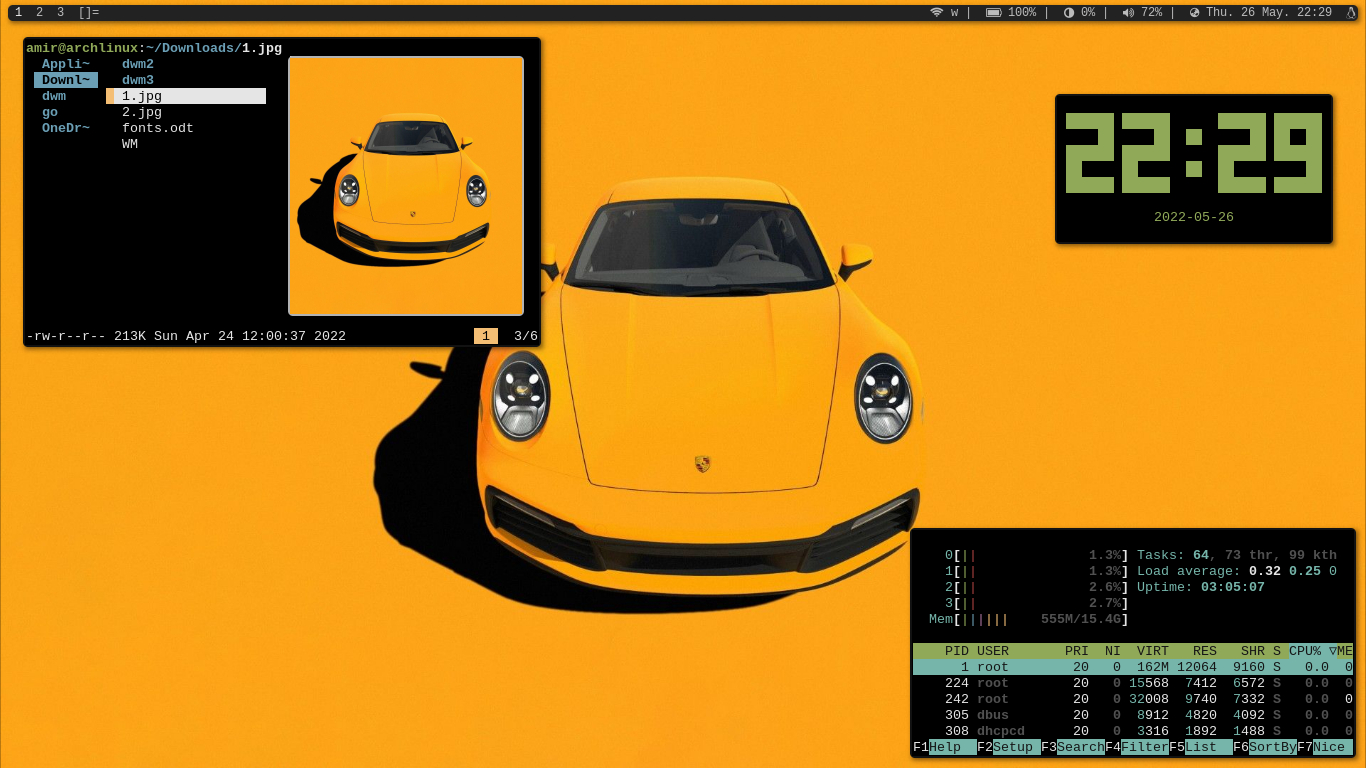 1 2 3 []= w | 100% | 0% | 72% | Thu. 26 May. 22:29
amir@archlinux:~/Downloads/1.jpg
Appli~ dwm2
Downl~ dwm3
dwm 1.jpg
go 2.jpg
OneDr~ fonts.odt
WM
-rw-r--r-- 213K Sun Apr 24 12:00:37 2022 1 3/6
22:29
2022-05-26
0[|| 1.3%] Tasks: 64, 73 thr, 99 kth
1[|| 1.3%] Load average: 0.32 0.25 0
2[|| 2.6%] Uptime: 03:05:07
3[|| 2.7%]
Mem[|||||| 555M/15.4G]
PID USER PRI NI VIRT RES SHR S CPU% ▽ME
1 root 20 0 162M 12064 9160 S 0.0 0
224 root 20 0 15568 7412 6572 S 0.0 0
242 root 20 0 32008 9740 7332 S 0.0 0
305 dbus 20 0 8912 4820 4092 S 0.0 0
308 dhcpcd 20 0 3316 1892 1488 S 0.0 0
F1Help F2Setup F3SearchF4FilterF5List F6SortByF7Nice